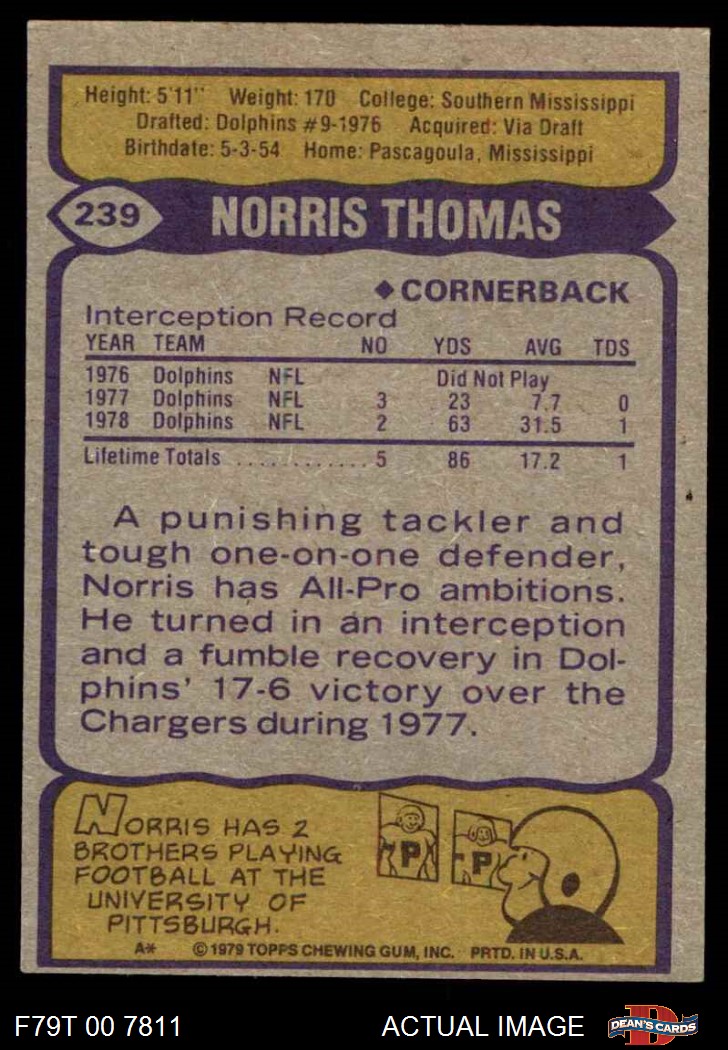 Height: 5'11" Weight: 170 College: Southern Mississippi
Drafted: Dolphins #9-1976 Acquired: Via Draft
Birthdate: 5-3-54 Home: Pascagoula, Mississippi
239 NORRIS THOMAS
◆ CORNERBACK
Interception Record
YEAR TEAM NO YDS AVG TDS
1976 Dolphins NFL Did Not Play
1977 Dolphins NFL 3 23 7.7 0
1978 Dolphins NFL 2 63 31.5 1
Lifetime Totals ............ 5 86 17.2 1
A punishing tackler and
tough one-on-one defender,
Norris has All-Pro ambitions.
He turned in an interception
and a fumble recovery in Dol-
phins' 17-6 victory over the
Chargers during 1977.
NORRIS HAS 2
BROTHERS PLAYING
FOOTBALL AT THE
UNIVERSITY OF
PITTSBURGH.
P P
A* © 1979 TOPPS CHEWING GUM, INC. PRTD. IN U.S.A.
F79T 00 7811 ACTUAL IMAGE D DEAN'S CARDS